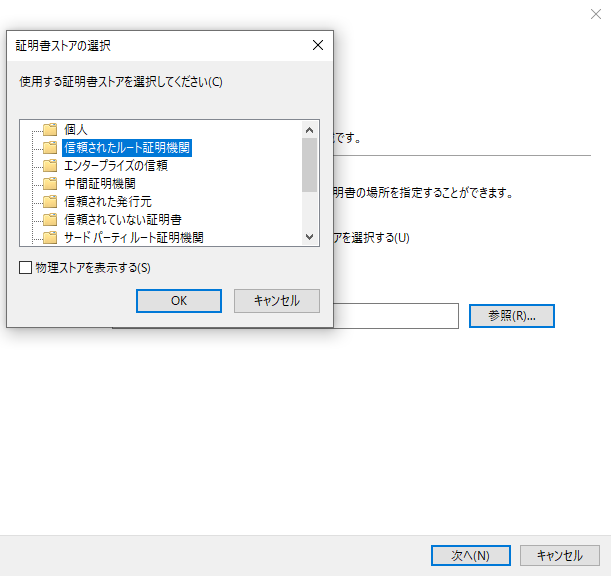 証明書ストアの選択
使用する証明書ストアを選択してください(C)
個人
信頼されたルート証明機関
エンタープライズの信頼
中間証明機関
信頼された発行元
信頼されていない証明書
サード パーティ ルート証明機関
物理ストアを表示する(S)
OK
キャンセル
です。
明書の場所を指定することができます。
アを選択する(U)
参照(R)...
次へ(N)
キャンセル